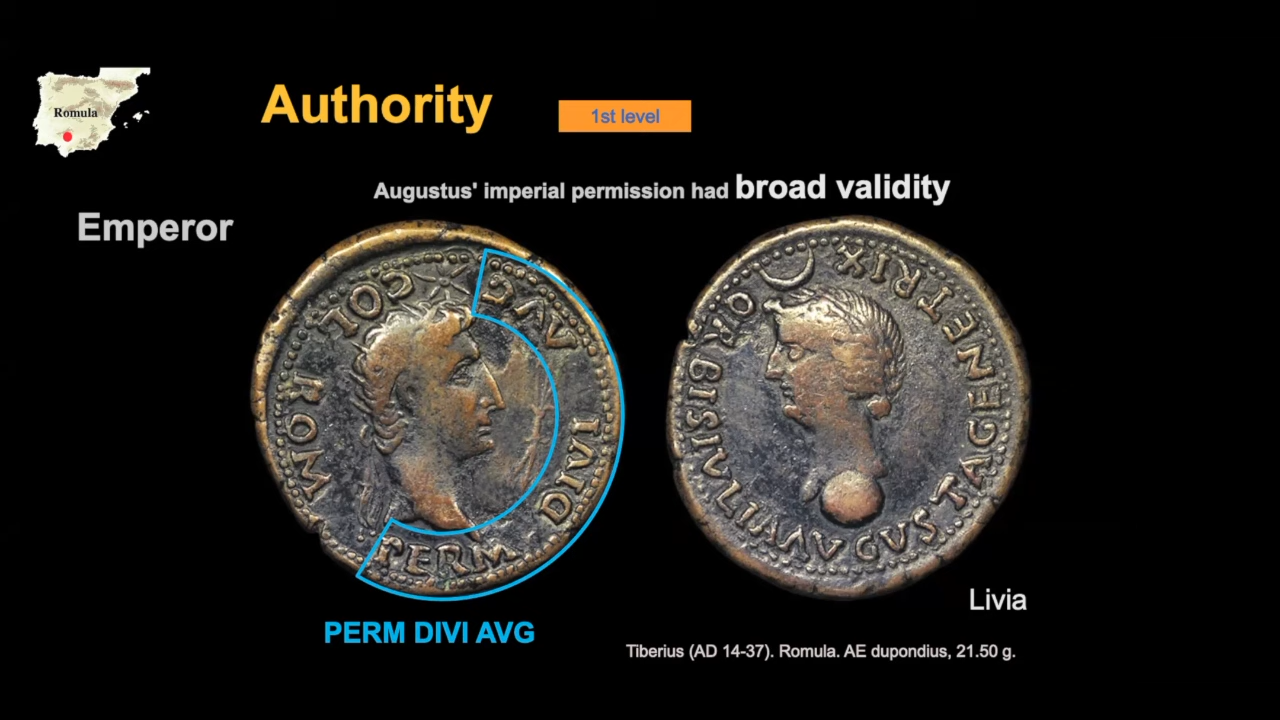 Romula
Authority
1st level
Augustus' imperial permission had broad validity
Emperor
PERM DIVI AVG COL ROM
IVLIA AVGVSTA GENETRIX ORBIS
Livia
PERM DIVI AVG
Tiberius (AD 14-37). Romula. AE dupondius, 21.50 g.